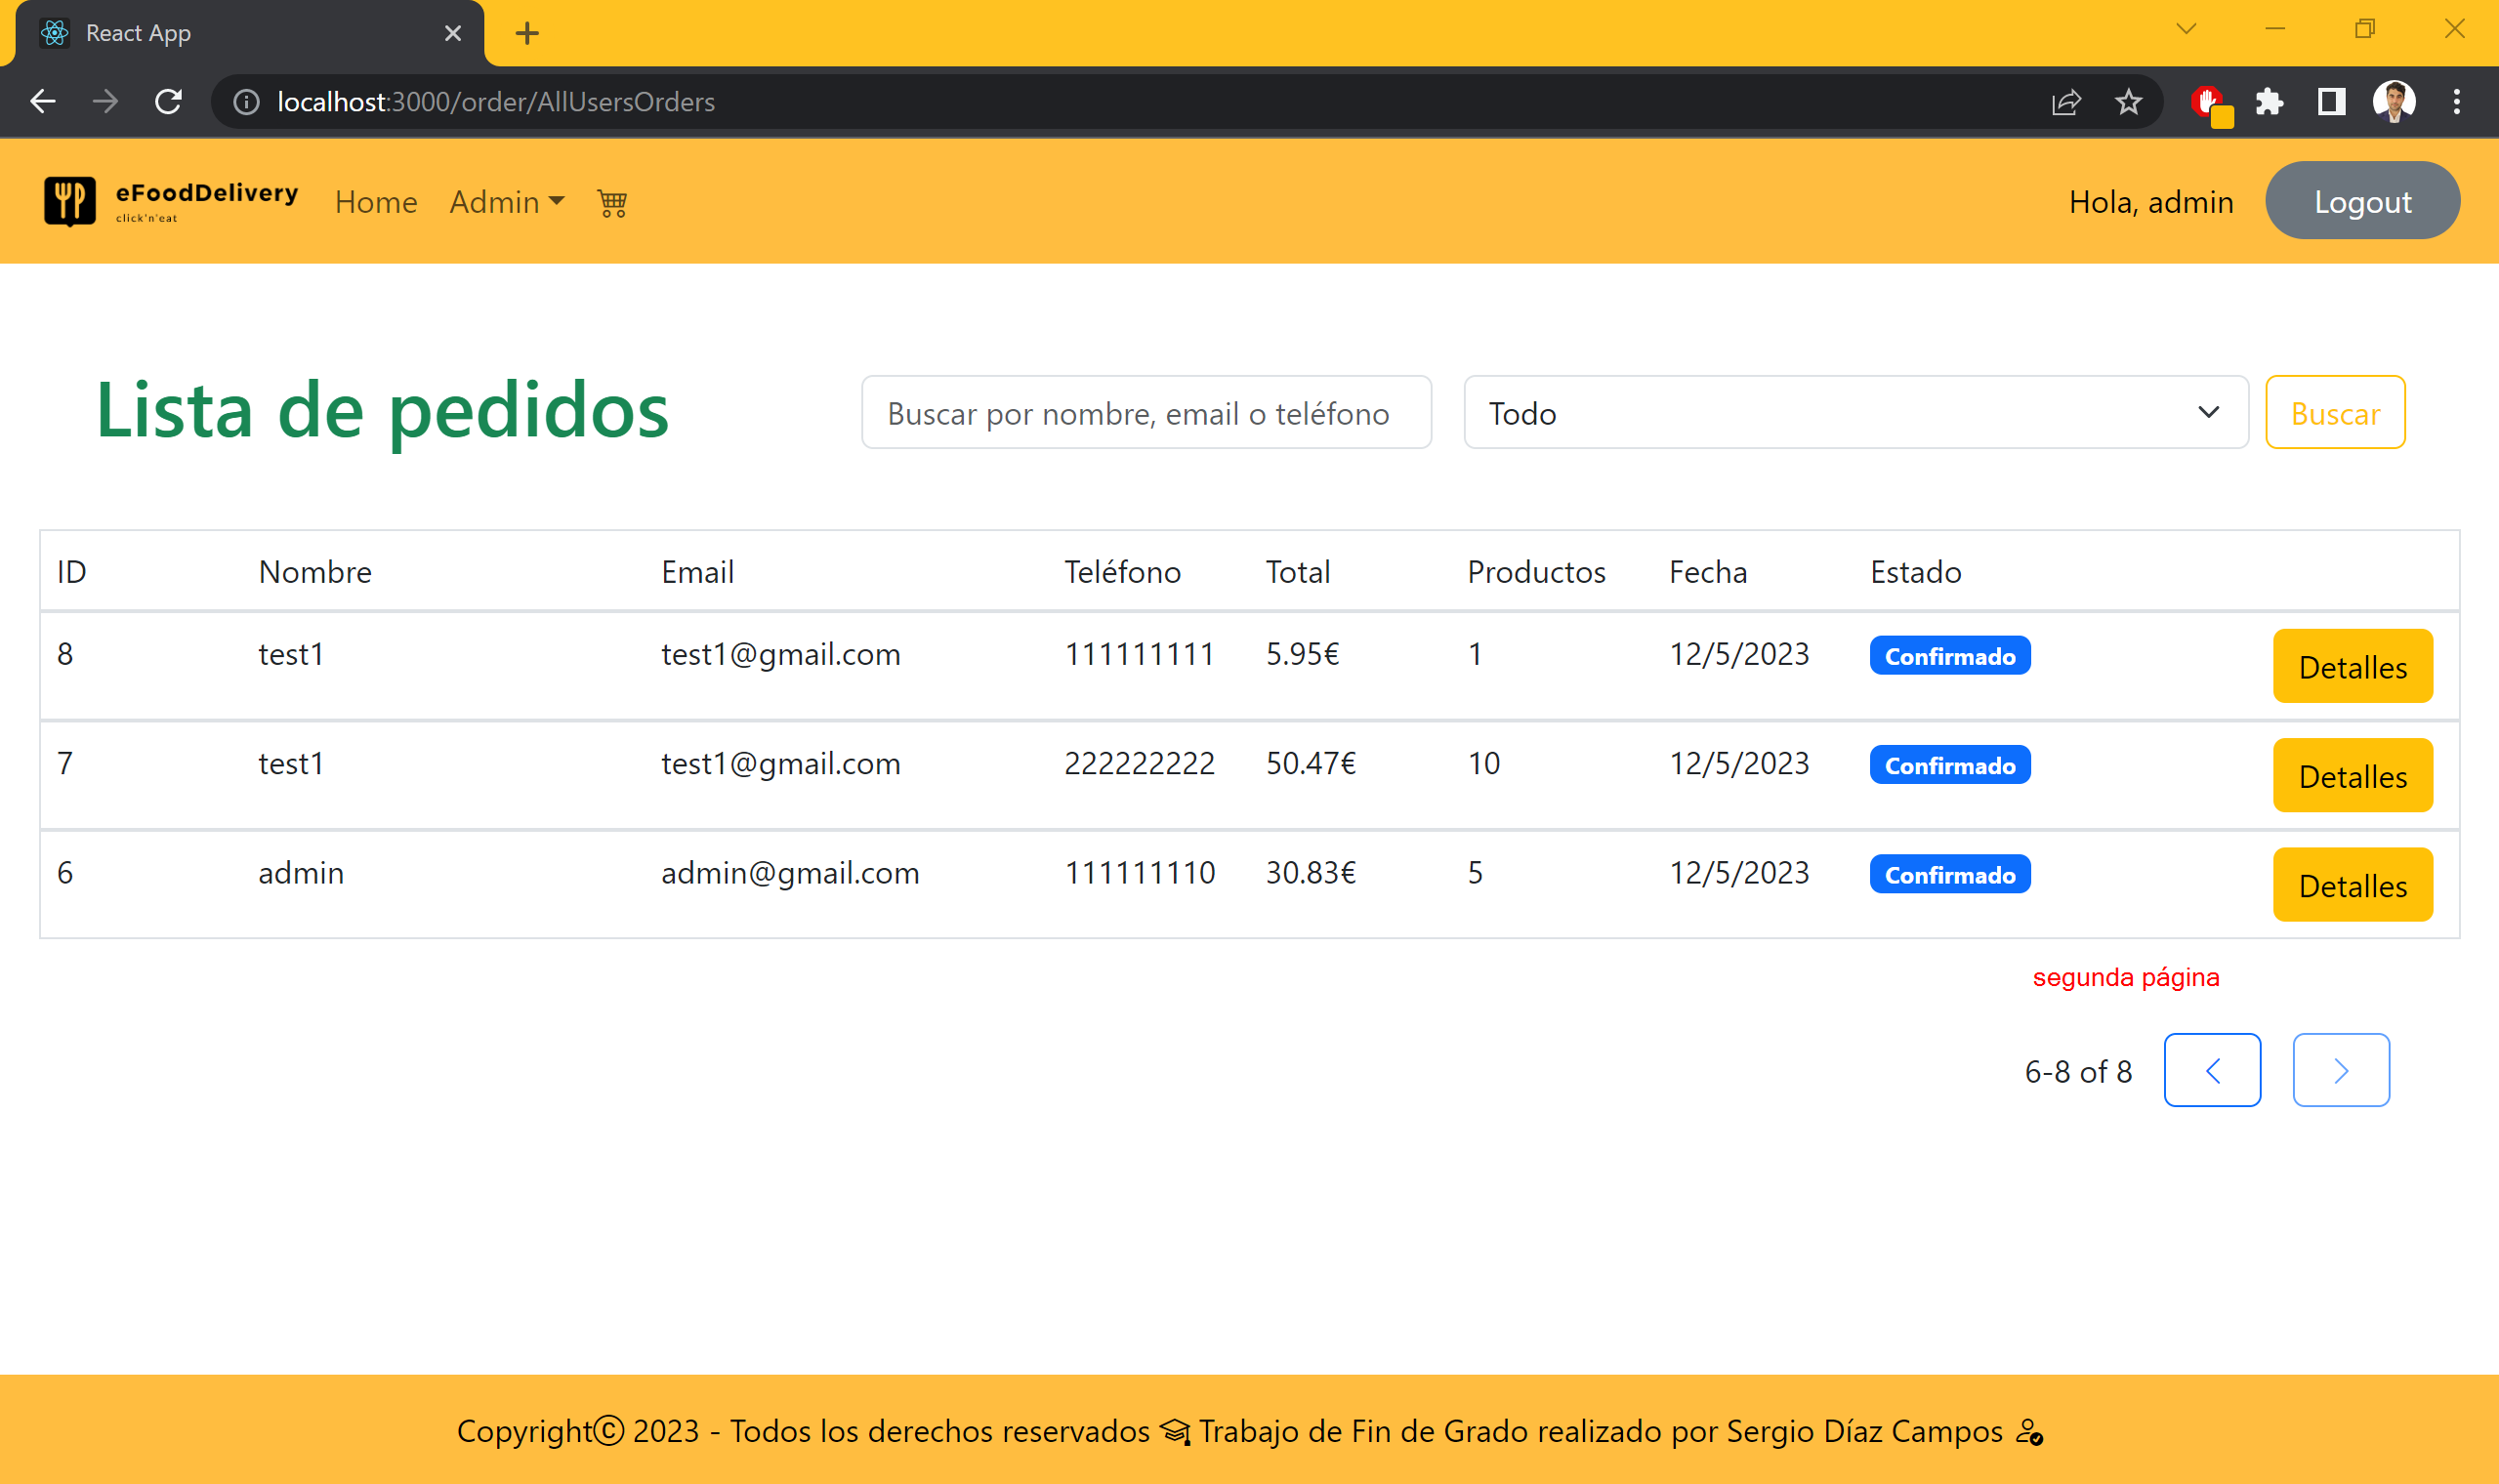 React App
localhost:3000/order/AllUsersOrders
eFoodDelivery
click'n'eat
Home
Admin
Hola, admin
Logout
Lista de pedidos
Buscar por nombre, email o teléfono
Todo
Buscar
ID Nombre Email Teléfono Total Productos Fecha Estado
8 test1 test1@gmail.com 111111111 5.95€ 1 12/5/2023 Confirmado Detalles
7 test1 test1@gmail.com 222222222 50.47€ 10 12/5/2023 Confirmado Detalles
6 admin admin@gmail.com 111111110 30.83€ 5 12/5/2023 Confirmado Detalles
segunda página
6-8 of 8
Copyright© 2023 - Todos los derechos reservados Trabajo de Fin de Grado realizado por Sergio Díaz Campos